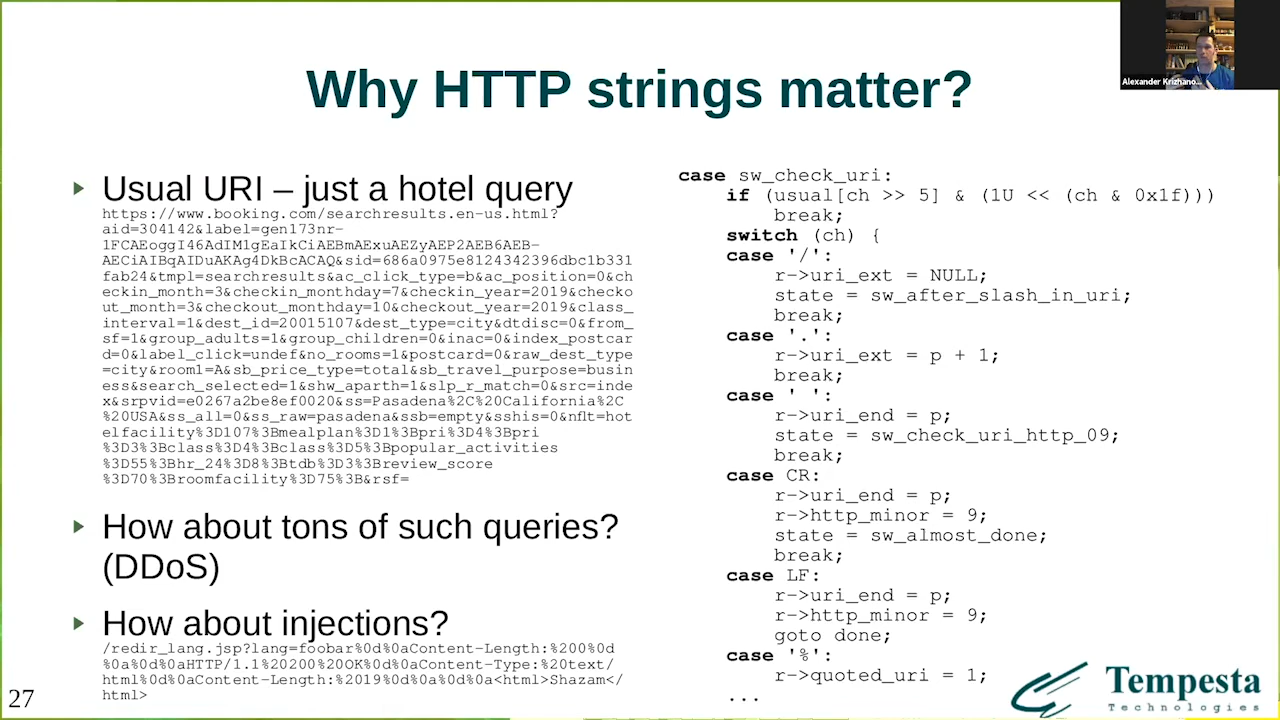 Alexander Krizhano...
Why HTTP strings matter?
Usual URI – just a hotel query
https://www.booking.com/searchresults.en-us.html?
aid=304142&label=gen173nr-
1FCAEoggI46AdIM1gEaIkCiAEBmAExuAEZyAEP2AEB6AEB-
AECiAIBqAIDuAKAg4DkBcACAQ&sid=686a0975e8124342396dbc1b331
fab24&tmpl=searchresults&ac_click_type=b&ac_position=0&ch
eckin_month=3&checkin_monthday=7&checkin_year=2019&checko
ut_month=3&checkout_monthday=10&checkout_year=2019&class_
interval=1&dest_id=20015107&dest_type=city&dtdisc=0&from_
sf=1&group_adults=1&group_children=0&inac=0&index_postcar
d=0&label_click=undef&no_rooms=1&postcard=0&raw_dest_type
=city&room1=A&sb_price_type=total&sb_travel_purpose=busin
ess&search_selected=1&shw_aparth=1&slp_r_match=0&src=inde
x&srpvid=e0267a2be8ef0020&ss=Pasadena%2C%20California%2C
%20USA&ss_all=0&ss_raw=pasadena&ssb=empty&sshis=0&nflt=hot
elfacility%3D107%3Bmealplan%3D1%3Bpri%3D4%3Bpri
%3D3%3Bclass%3D4%3Bclass%3D5%3Bpopular_activities
%3D55%3Bhr_24%3D8%3Btdb%3D3%3Breview_score
%3D70%3Broomfacility%3D75%3B&rsf=
How about tons of such queries?
(DDoS)
How about injections?
/redir_lang.jsp?lang=foobar%0d%0aContent-Length:%200%0d
%0a%0d%0aHTTP/1.1%20200%20OK%0d%0aContent-Type:%20text/
html%0d%0aContent-Length:%2019%0d%0a%0d%0a<html>Shazam</
html>
case sw_check_uri:
if (usual[ch >> 5] & (1U << (ch & 0x1f)))
break;
switch (ch) {
case '/':
r->uri_ext = NULL;
state = sw_after_slash_in_uri;
break;
case '.':
r->uri_ext = p + 1;
break;
case ' ':
r->uri_end = p;
state = sw_check_uri_http_09;
break;
case CR:
r->uri_end = p;
r->http_minor = 9;
state = sw_almost_done;
break;
case LF:
r->uri_end = p;
r->http_minor = 9;
goto done;
case '%':
r->quoted_uri = 1;
...
27
Tempesta
Technologies